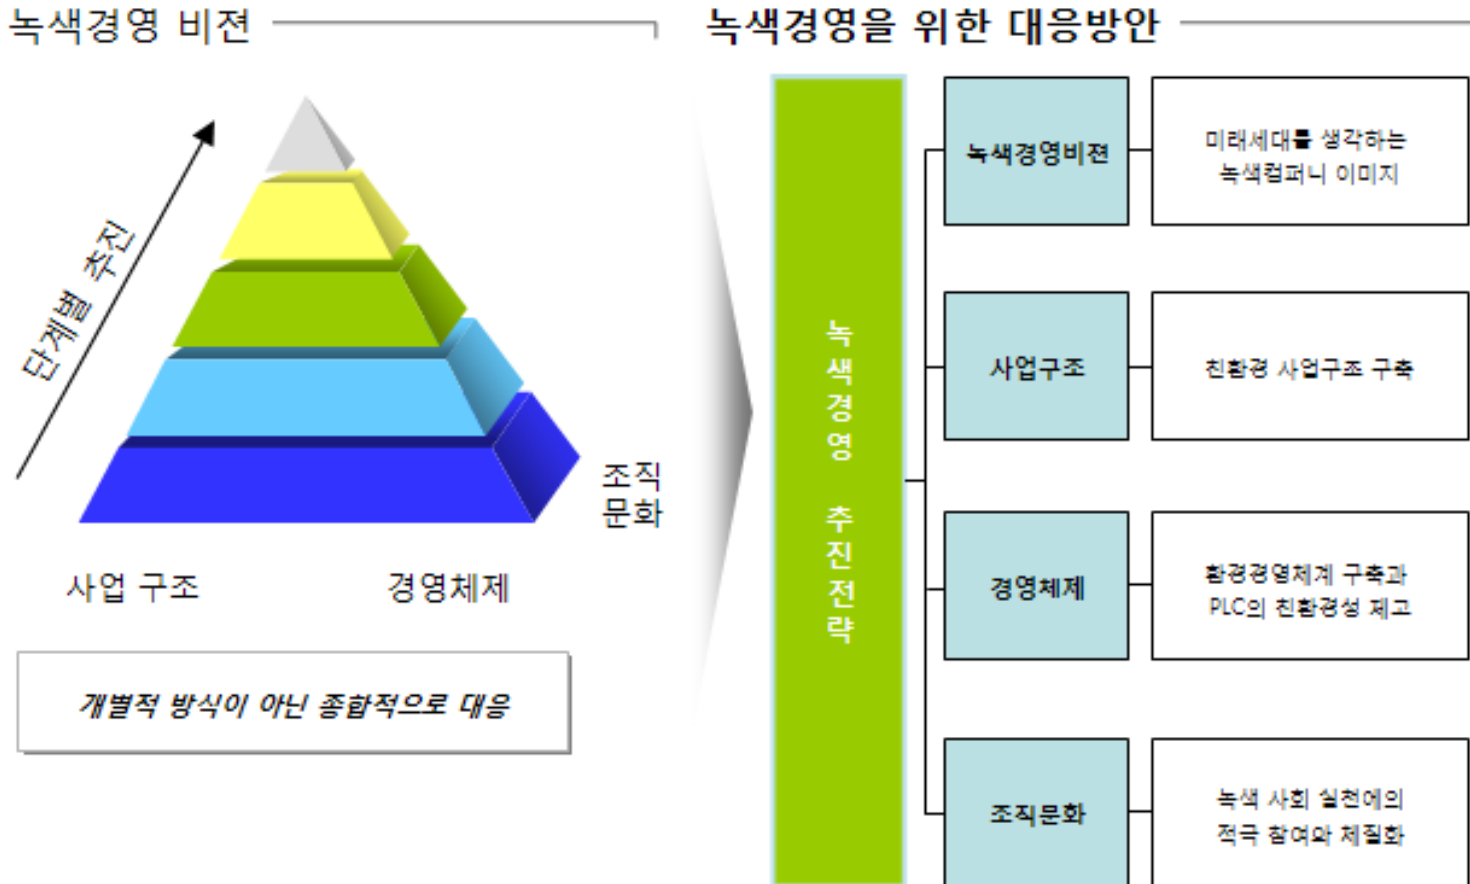 녹색경영 비젼
단계별 추진
조직
문화
사업 구조
경영체제
개별적 방식이 아닌 종합적으로 대응
녹색경영을 위한 대응방안
녹색경영 추진전략
녹색경영비젼
미래세대를 생각하는
녹색컴퍼니 이미지
사업구조
친환경 사업구조 구축
경영체제
환경경영체계 구축과
PLC의 친환경성 제고
조직문화
녹색 사회 실천에의
적극 참여와 체질화